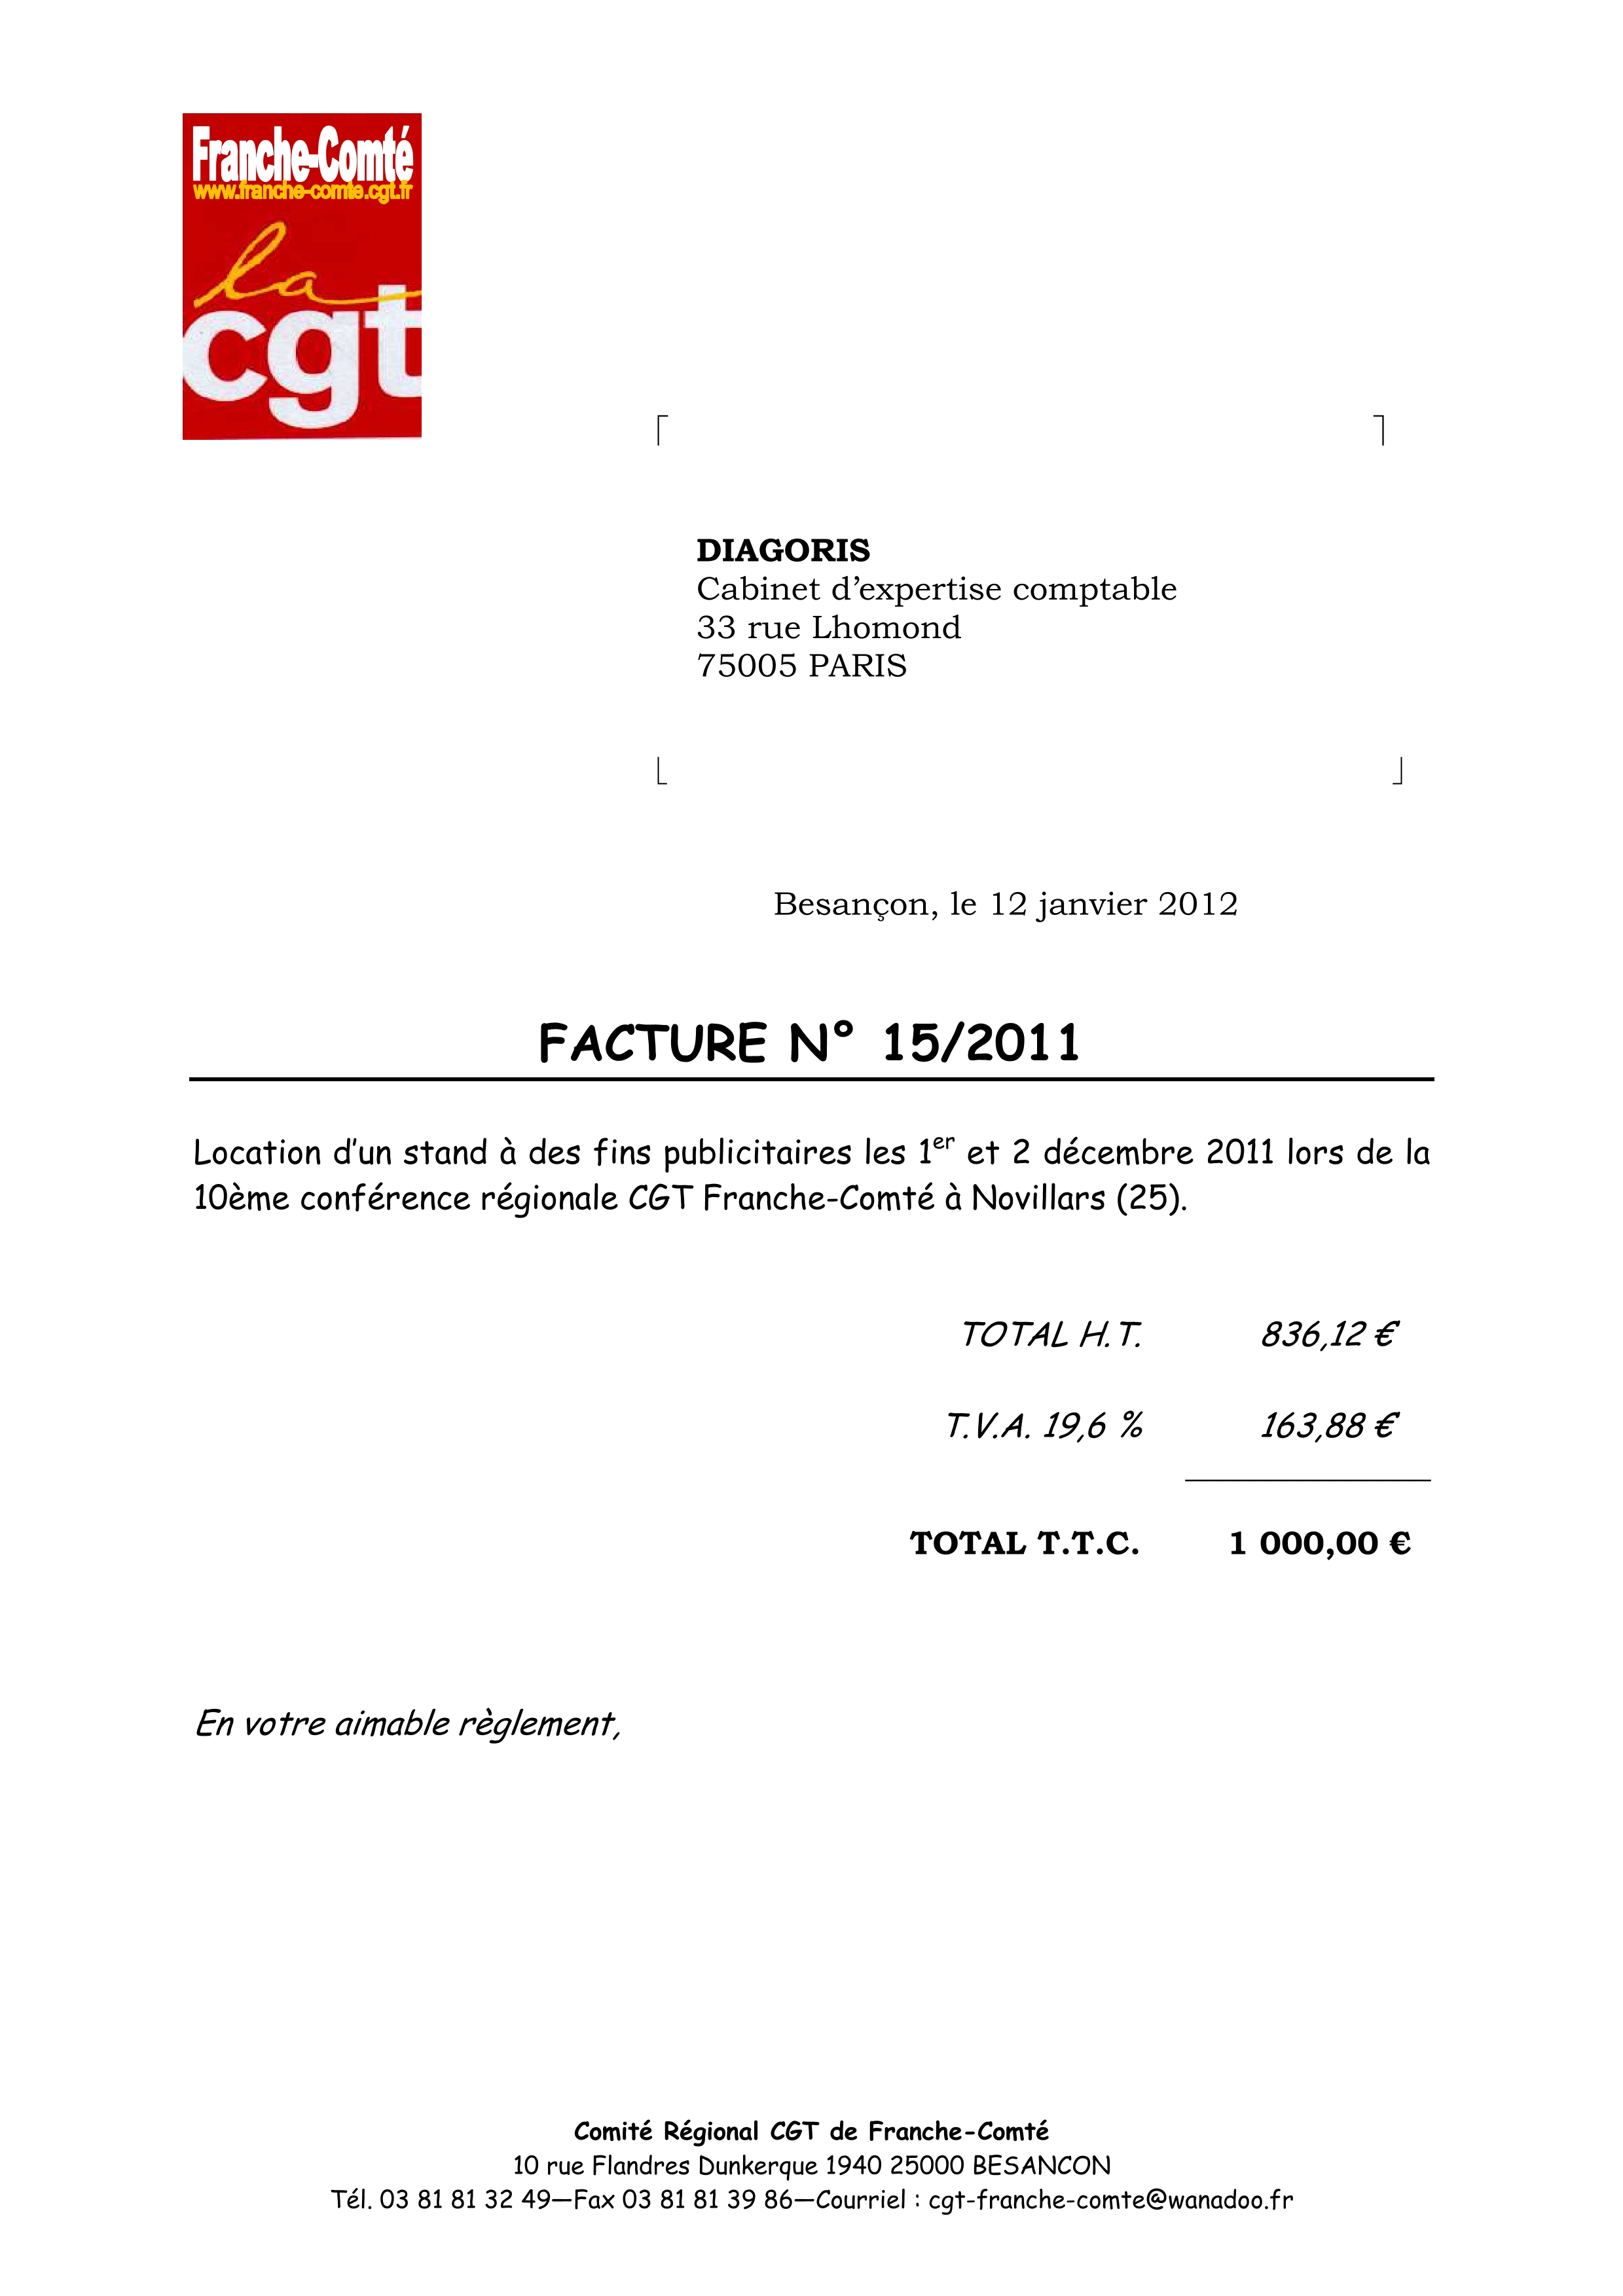 Franche-Comté
www.franche-comte.cgt.fr
la
cgt
DIAGORIS
Cabinet d’expertise comptable
33 rue Lhomond
75005 PARIS
Besançon, le 12 janvier 2012
FACTURE N° 15/2011
Location d’un stand à des fins publicitaires les 1er et 2 décembre 2011 lors de la
10ème conférence régionale CGT Franche-Comté à Novillars (25).
TOTAL H.T. 836,12 €
T.V.A. 19,6 % 163,88 €
TOTAL T.T.C. 1 000,00 €
En votre aimable règlement,
Comité Régional CGT de Franche-Comté
10 rue Flandres Dunkerque 1940 25000 BESANCON
Tél. 03 81 81 32 49—Fax 03 81 81 39 86—Courriel : cgt-franche-comte@wanadoo.fr